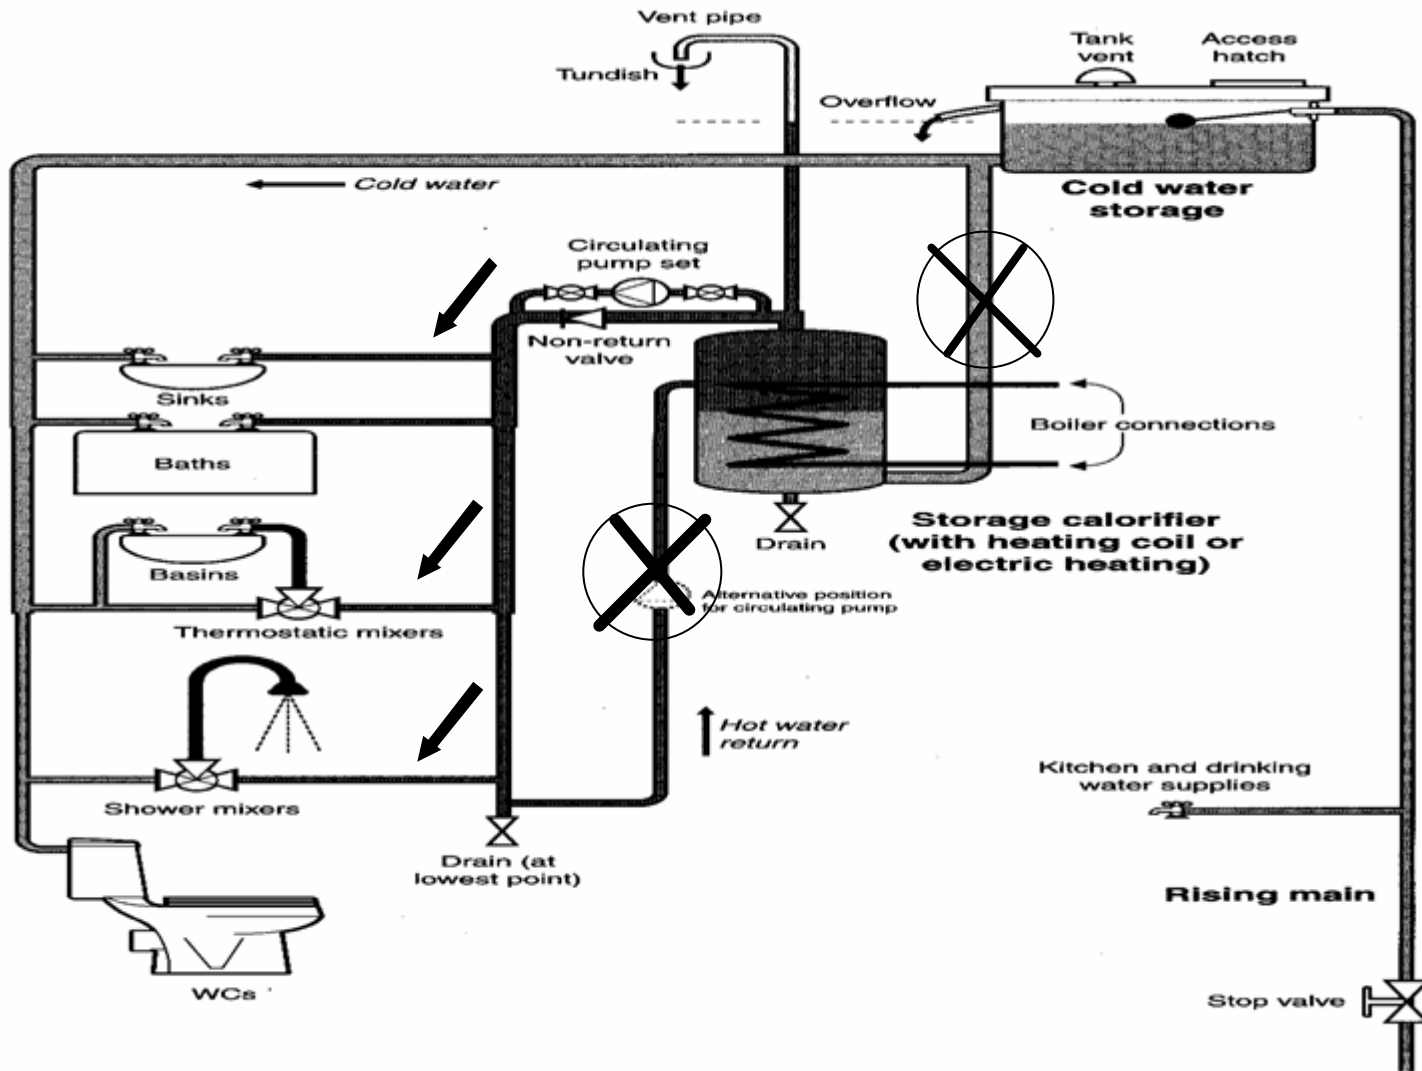 Vent pipe
Tundish
Tank
vent
Access
hatch
Overflow
Cold water
Cold water
storage
Circulating
pump set
Non-return
valve
Sinks
Boiler connections
Baths
Storage calorifier
(with heating coil or
electric heating)
Drain
Basins
Alternative position
for circulating pump
Thermostatic mixers
Hot water
return
Kitchen and drinking
water supplies
Shower mixers
Drain (at
lowest point)
Rising main
WCs
Stop valve